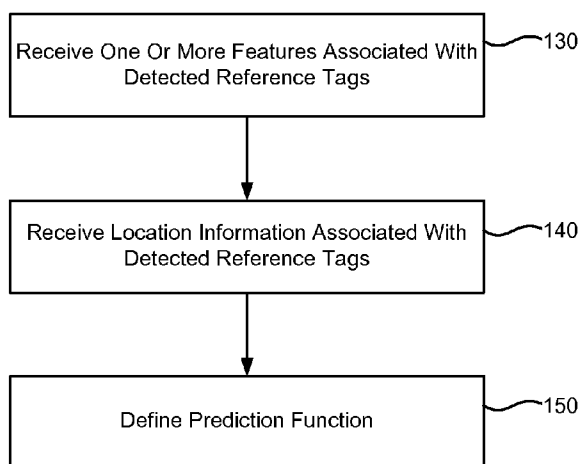 Receive One Or More Features Associated With
Detected Reference Tags
130
Receive Location Information Associated With
Detected Reference Tags
140
Define Prediction Function
150